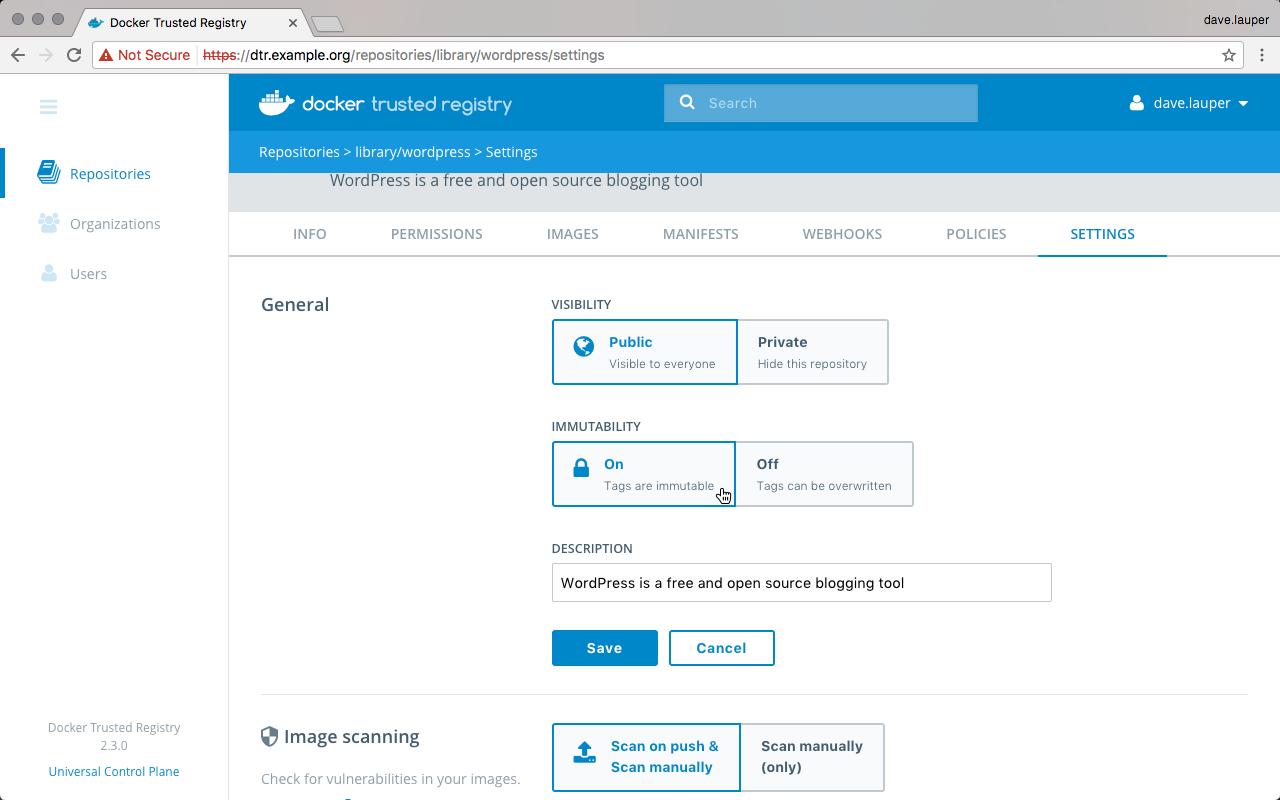 Docker Trusted Registry
dave.lauper
Not Secure https://dtr.example.org/repositories/library/wordpress/settings
docker trusted registry
Search
dave.lauper
Repositories > library/wordpress > Settings
WordPress is a free and open source blogging tool
Repositories
Organizations
Users
INFO PERMISSIONS IMAGES MANIFESTS WEBHOOKS POLICIES SETTINGS
General
VISIBILITY
Public
Visible to everyone
Private
Hide this repository
IMMUTABILITY
On
Tags are immutable
Off
Tags can be overwritten
DESCRIPTION
WordPress is a free and open source blogging tool
Save Cancel
Image scanning
Check for vulnerabilities in your images.
Scan on push &
Scan manually
Scan manually
(only)
Docker Trusted Registry
2.3.0
Universal Control Plane